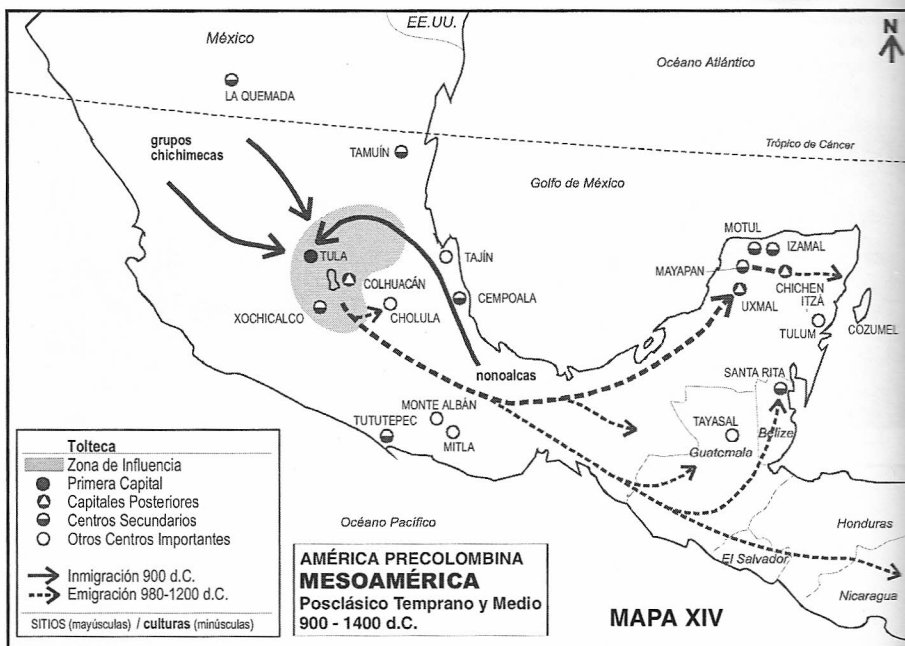 EE.UU.
México
N
Océano Atlántico
LA QUEMADA
grupos
chichimecas
TAMUÍN
Trópico de Cáncer
Golfo de México
MOTUL
IZAMAL
TULA
TAJÍN
MAYAPAN
COLHUACÁN
CHICHEN
ITZÁ
CEMPOALA
UXMAL
XOCHICALCO
CHOLULA
TULUM
COZUMEL
nonoalcas
SANTA RITA
MONTE ALBÁN
TUTUTEPEC
MITLA
TAYASAL
Belize
Guatemala
Tolteca
Zona de Influencia
Primera Capital
Capitales Posteriores
Centros Secundarios
Otros Centros Importantes
Inmigración 900 d.C.
Emigración 980-1200 d.C.
SITIOS (mayúsculas) / culturas (minúsculas)
Océano Pacífico
Honduras
El Salvador
Nicaragua
AMÉRICA PRECOLOMBINA
MESOAMÉRICA
Posclásico Temprano y Medio
900 - 1400 d.C.
MAPA XIV